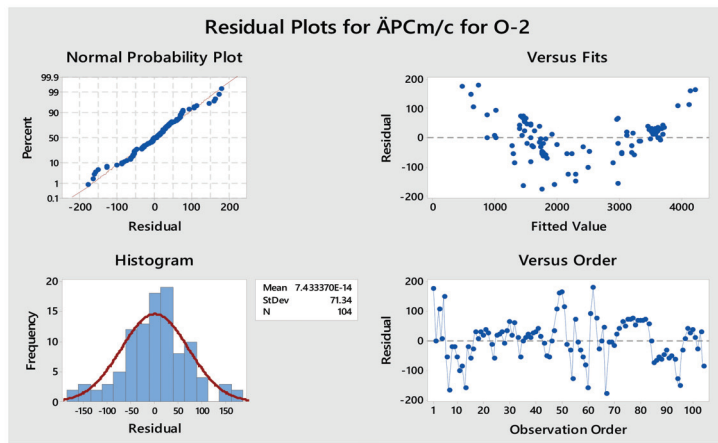 Residual Plots for ÄPCm/c for O-2
Normal Probability Plot
99.9
99
90
50
10
1
0.1
Percent
-200 -100 0 100 200
Residual
Versus Fits
200
100
0
-100
-200
Residual
0 1000 2000 3000 4000
Fitted Value
Histogram
20
15
10
5
0
Frequency
-150 -100 -50 0 50 100 150
Residual
Mean 7.433370E-14
StDev 71.34
N 104
Versus Order
200
100
0
-100
-200
Residual
1 10 20 30 40 50 60 70 80 90 100
Observation Order